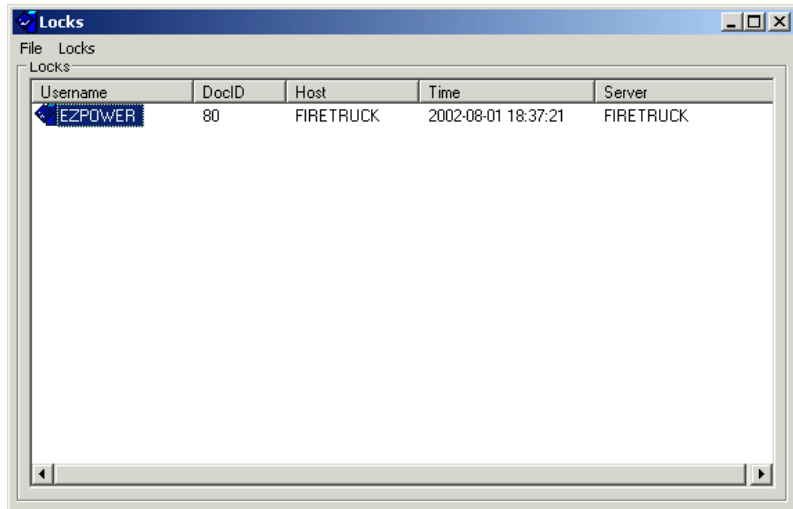 Locks
File Locks
Locks
Username DocID Host Time Server
EZPOWER 80 FIRETRUCK 2002-08-01 18:37:21 FIRETRUCK